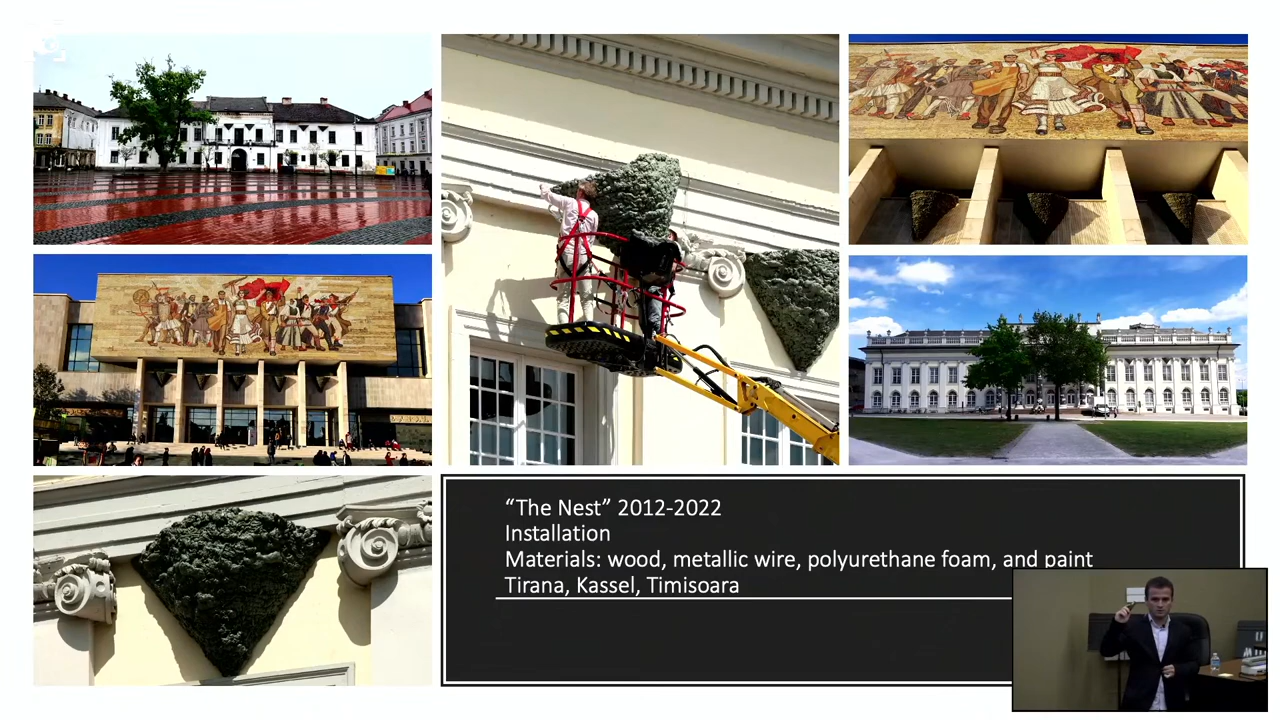 “The Nest” 2012-2022
Installation
Materials: wood, metallic wire, polyurethane foam, and paint
Tirana, Kassel, Timisoara